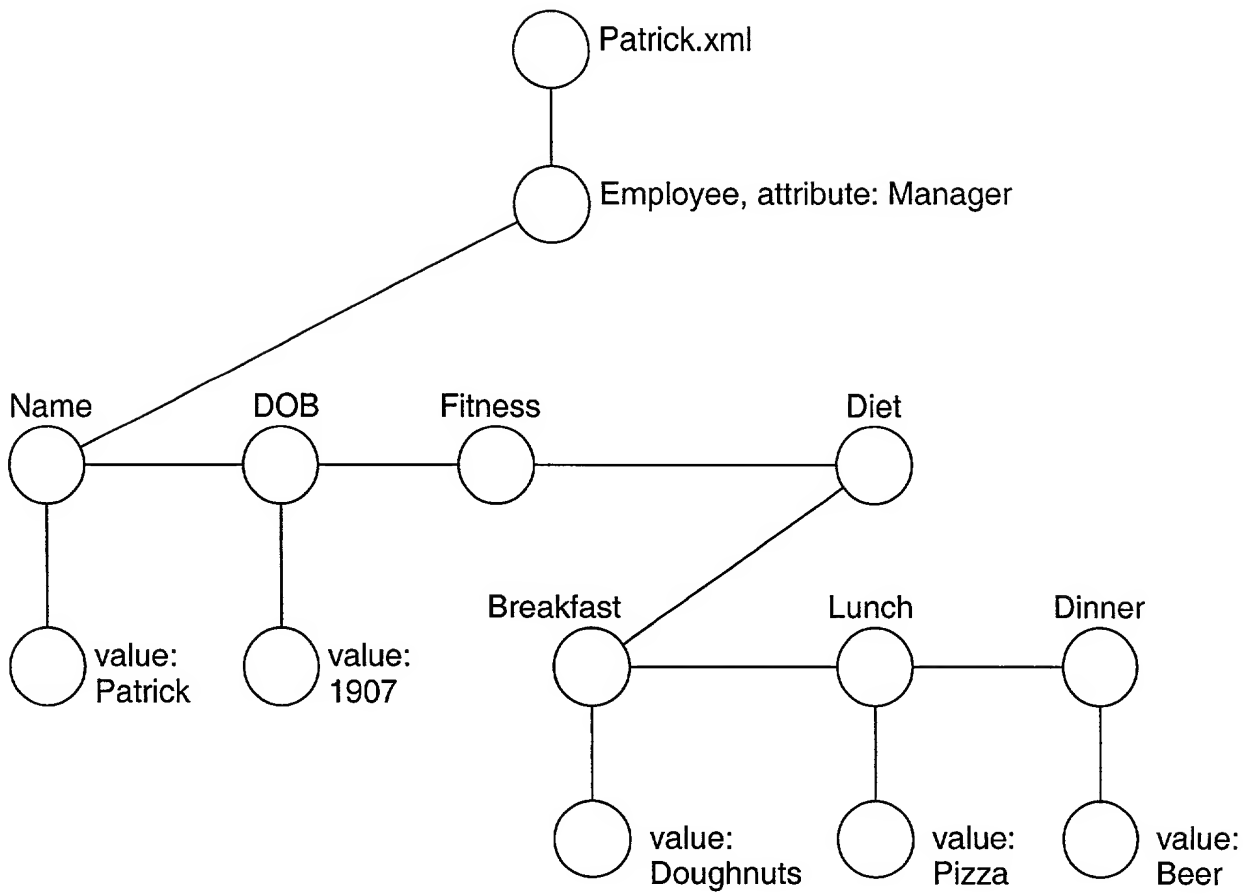 Patrick.xml
Employee, attribute: Manager
Name
DOB
Fitness
Diet
Breakfast
Lunch
Dinner
value:
Patrick
value:
1907
value:
Doughnuts
value:
Pizza
value:
Beer